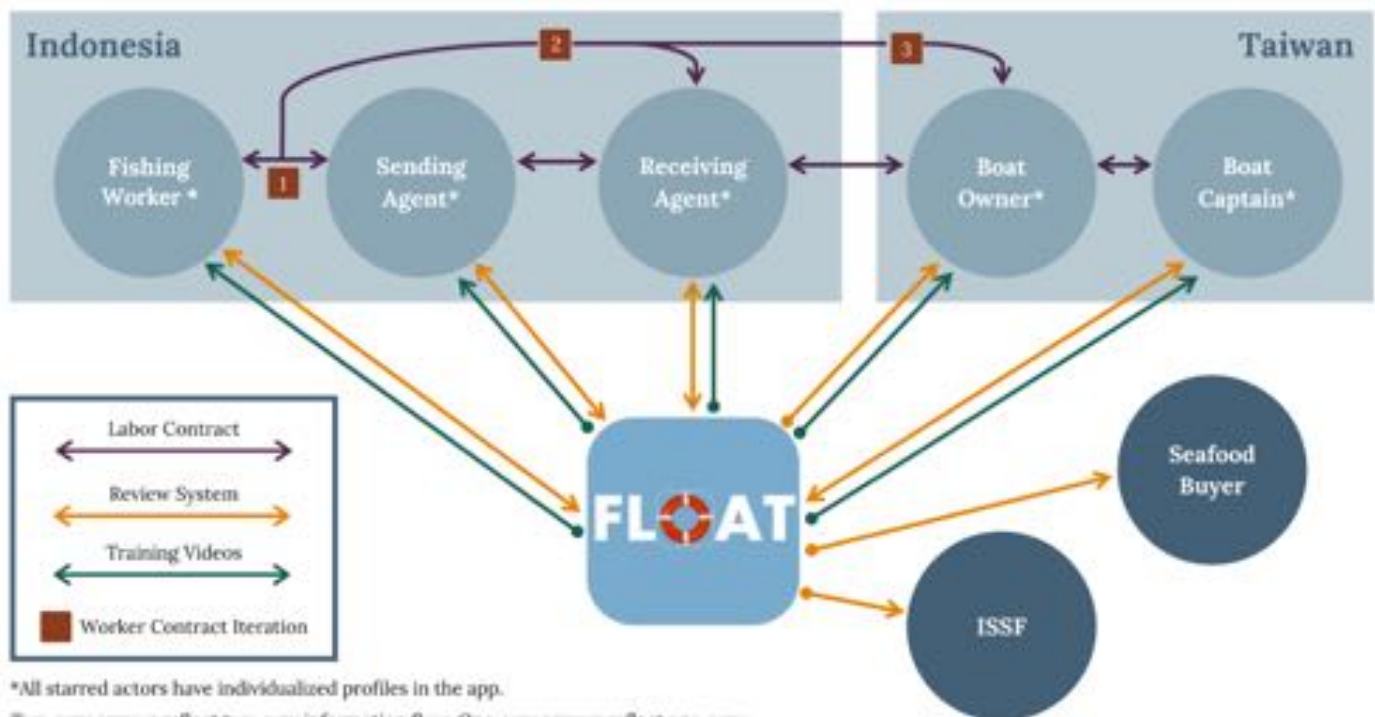 Indonesia
Taiwan
2
3
Fishing
Worker *
1
Sending
Agent*
Receiving
Agent*
Boat
Owner*
Boat
Captain*
Labor Contract
Review System
Training Videos
Worker Contract Iteration
FLOAT
Seafood
Buyer
ISSF
*All starred actors have individualized profiles in the app.